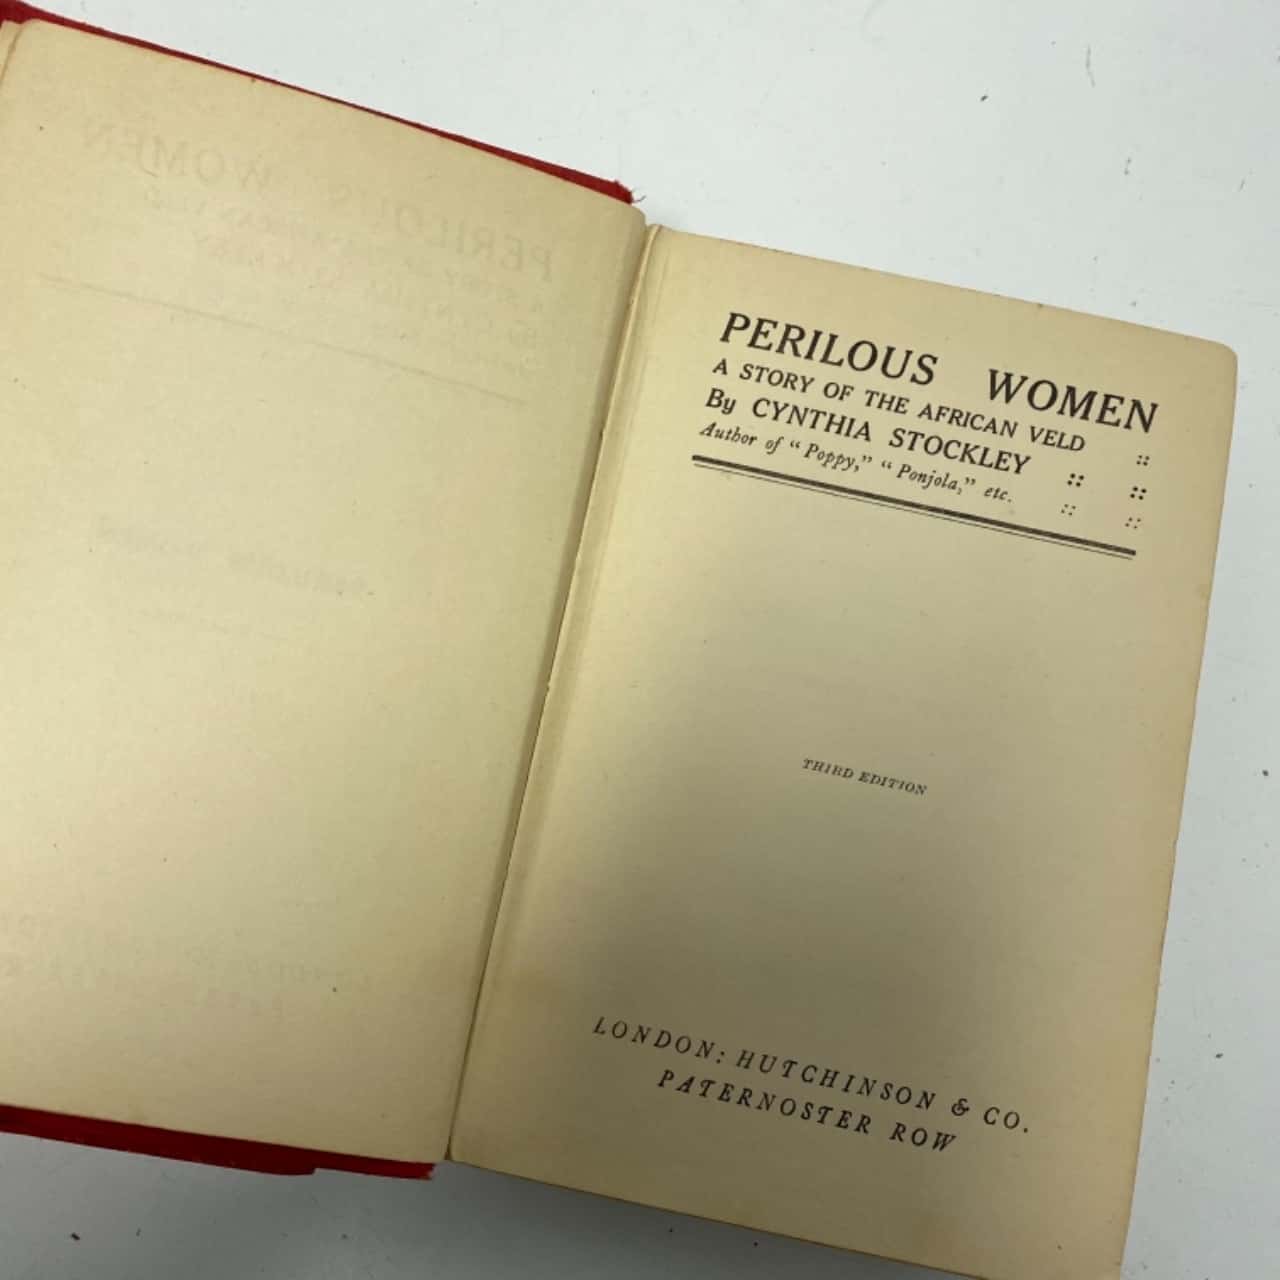 PERILOUS WOMEN
A STORY OF THE AFRICAN VELD ::
By CYNTHIA STOCKLEY :: ::
Author of "Poppy," "Ponjola," etc. :: ::
THIRD EDITION
LONDON: HUTCHINSON & CO.
PATERNOSTER ROW